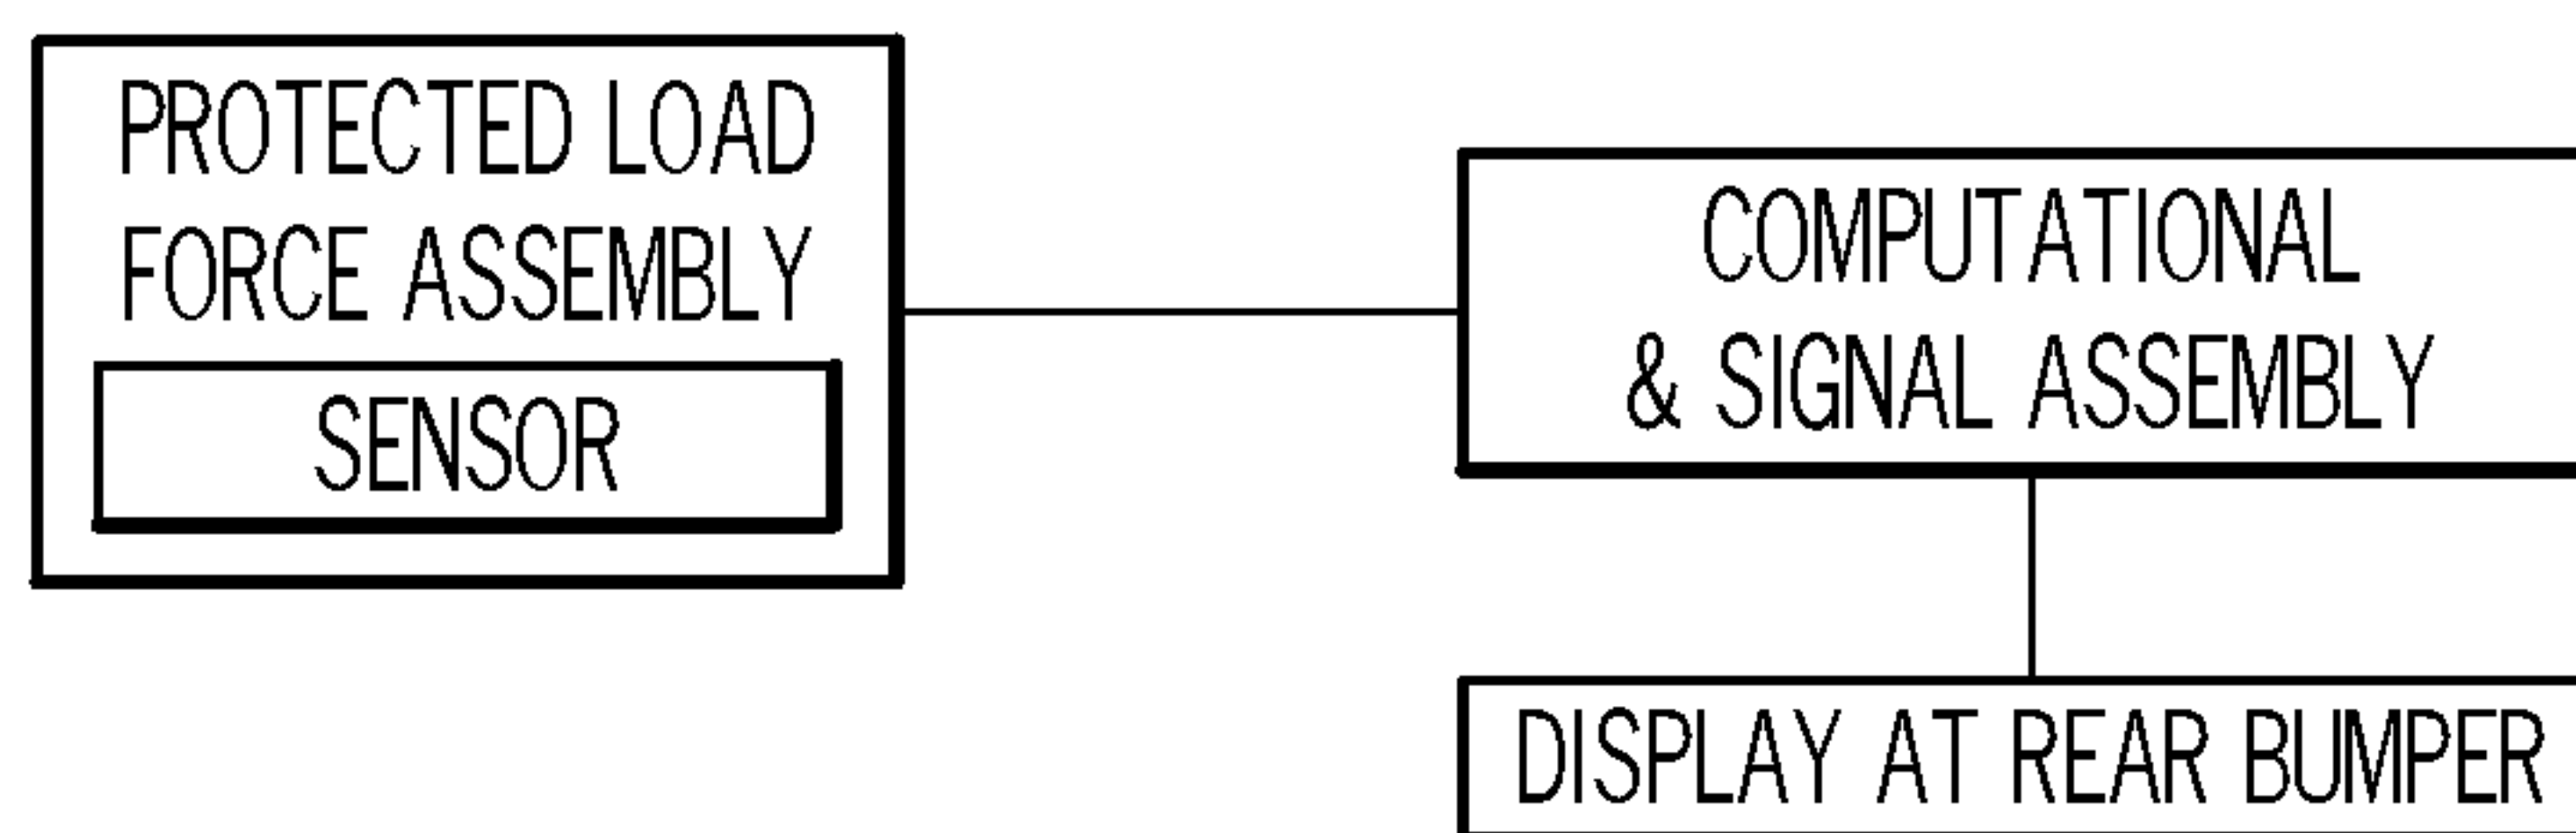 PROTECTED LOAD
FORCE ASSEMBLY
SENSOR
COMPUTATIONAL
& SIGNAL ASSEMBLY
DISPLAY AT REAR BUMPER